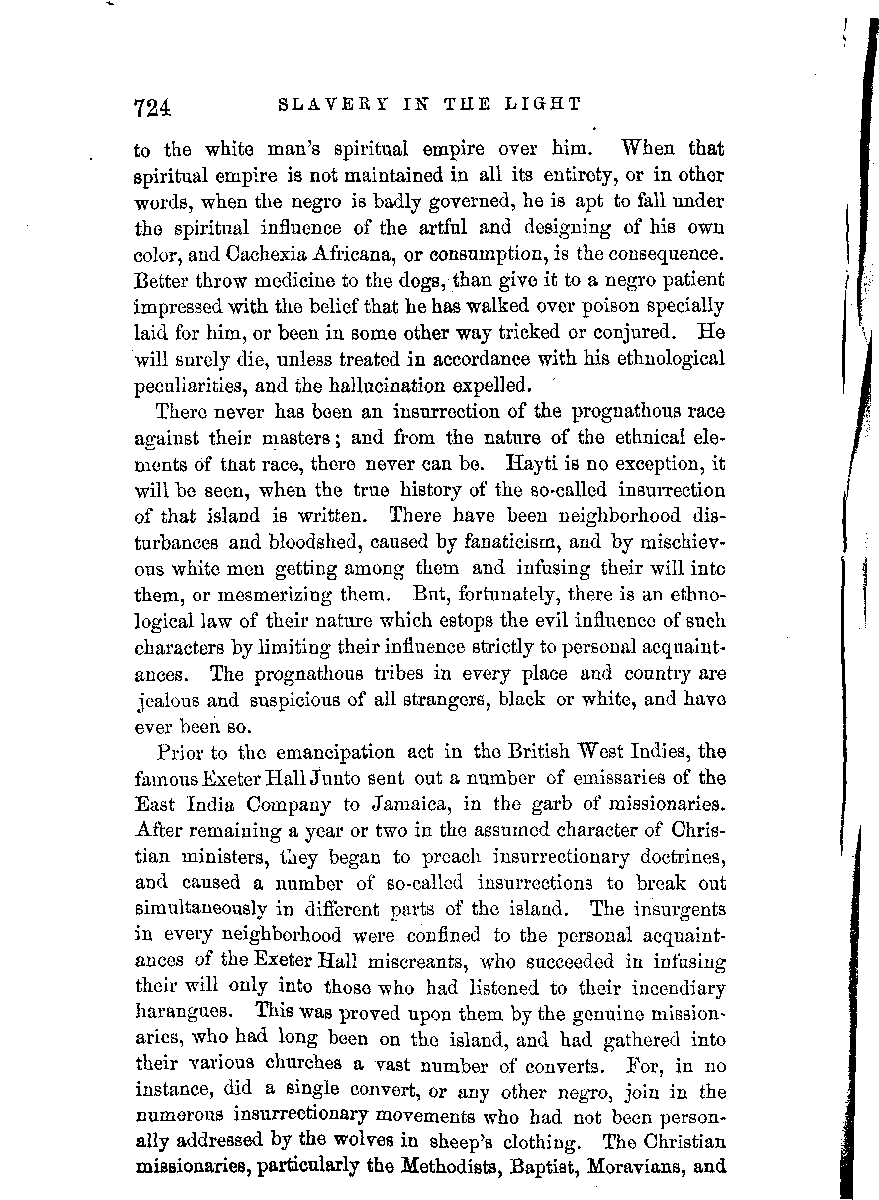 724 SLAVERY IN THE LIGHT
to the white man's spiritual empire over him. When that
spiritual empire is not maintained in all its entirety, or in other
words, when the negro is badly governed, he is apt to fall under
the spiritual influence of the artful and designing of his own
color, and Cachexia Africana, or consumption, is the consequence.
Better throw medicine to the dogs, than give it to a negro patient
impressed with the belief that he has walked over poison specially
laid for him, or been in some other way tricked or conjured. He
will surely die, unless treated in accordance with his ethnological
peculiarities, and the hallucination expelled.
There never has been an insurrection of the prognathous race
against their masters; and from the nature of the ethnical ele-
ments of that race, there never can be. Hayti is no exception, it
will be seen, when the true history of the so-called insurrection
of that island is written. There have been neighborhood dis-
turbances and bloodshed, caused by fanaticism, and by mischiev-
ous white men getting among them and infusing their will into
them, or mesmerizing them. But, fortunately, there is an ethno-
logical law of their nature which estops the evil influence of such
characters by limiting their influence strictly to personal acquaint-
ances. The prognathous tribes in every place and country are
jealous and suspicious of all strangers, black or white, and have
ever been so.
Prior to the emancipation act in the British West Indies, the
famous Exeter Hall Junto sent out a number of emissaries of the
East India Company to Jamaica, in the garb of missionaries.
After remaining a year or two in the assumed character of Chris-
tian ministers, they began to preach insurrectionary doctrines,
and caused a number of so-called insurrections to break out
simultaneously in different parts of the island. The insurgents
in every neighborhood were confined to the personal acquaint-
ances of the Exeter Hall miscreants, who succeeded in infusing
their will only into those who had listened to their incendiary
harangues. This was proved upon them by the genuine mission-
aries, who had long been on the island, and had gathered into
their various churches a vast number of converts. For, in no
instance, did a single convert, or any other negro, join in the
numerous insurrectionary movements who had not been person-
ally addressed by the wolves in sheep's clothing. The Christian
missionaries, particularly the Methodists, Baptist, Moravians, and